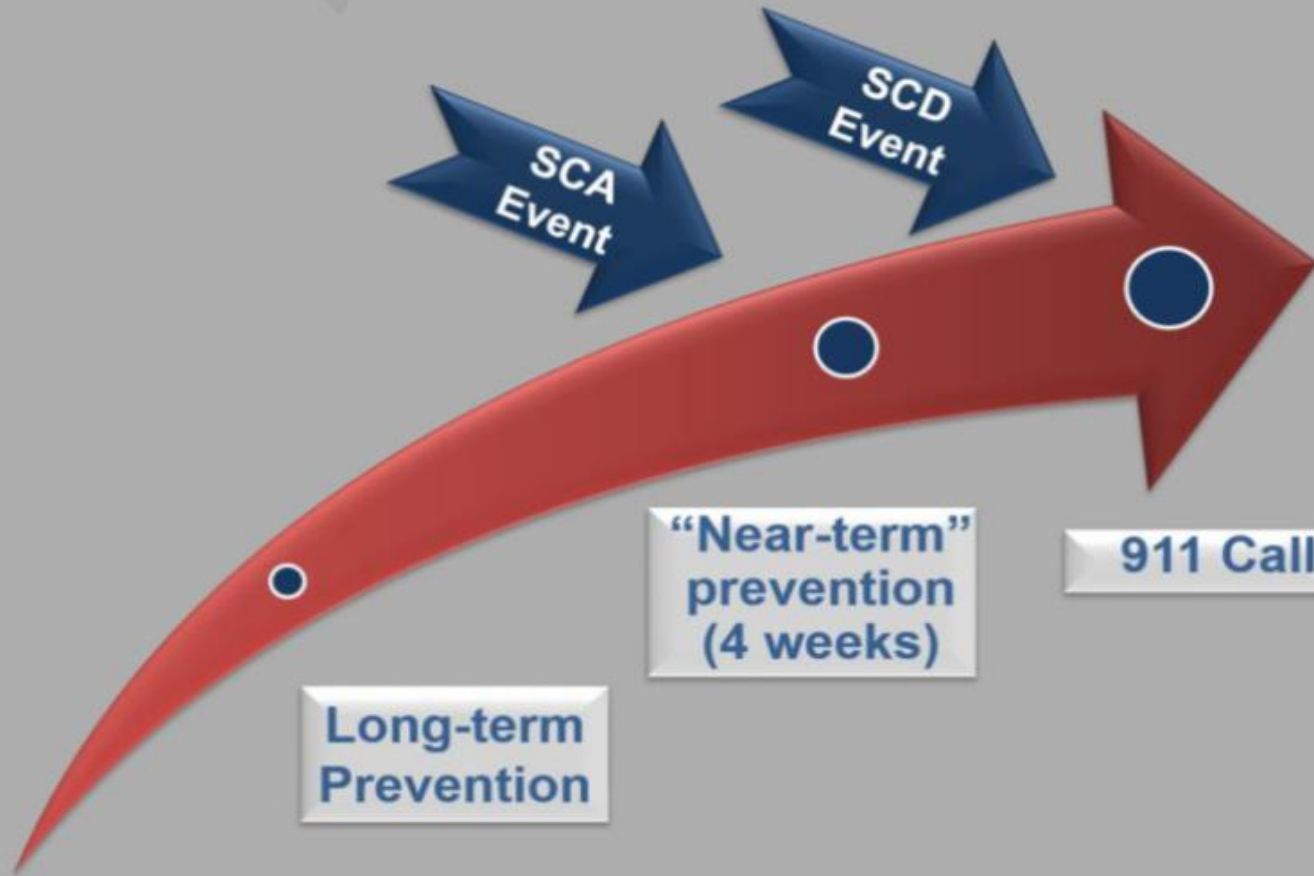 SCA
Event
SCD
Event
“Near-term”
prevention
(4 weeks)
911 Call
Long-term
Prevention